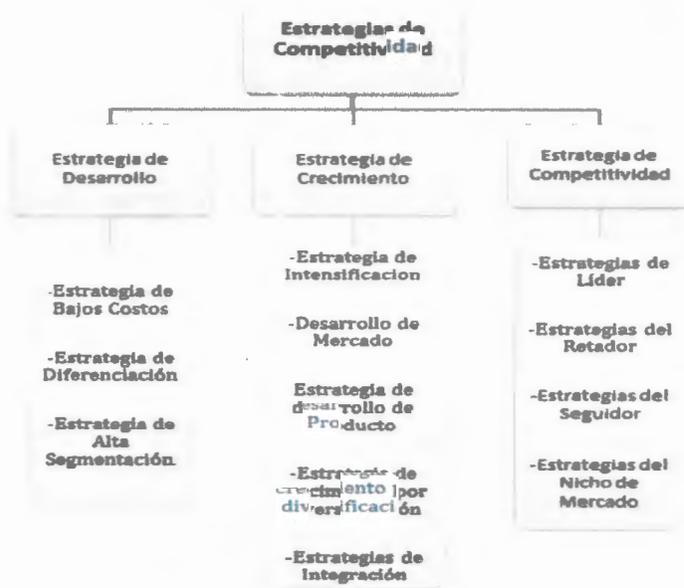 Estrategias de
Competitividad
Estrategia de
Desarrollo
-Estrategia de
Bajos Costos
-Estrategia de
Diferenciación
-Estrategia de
Alta
Segmentación
Estrategia de
Crecimiento
-Estrategia de
Intensificacion
-Desarrollo de
Mercado
Estrategia de
desarrollo de
Producto
-Estrategia de
crecimiento por
diversificación
-Estrategias de
Integración
Estrategia de
Competitividad
-Estrategias de
Líder
-Estrategias del
Retador
-Estrategias del
Seguidor
-Estrategias del
Nicho de
Mercado